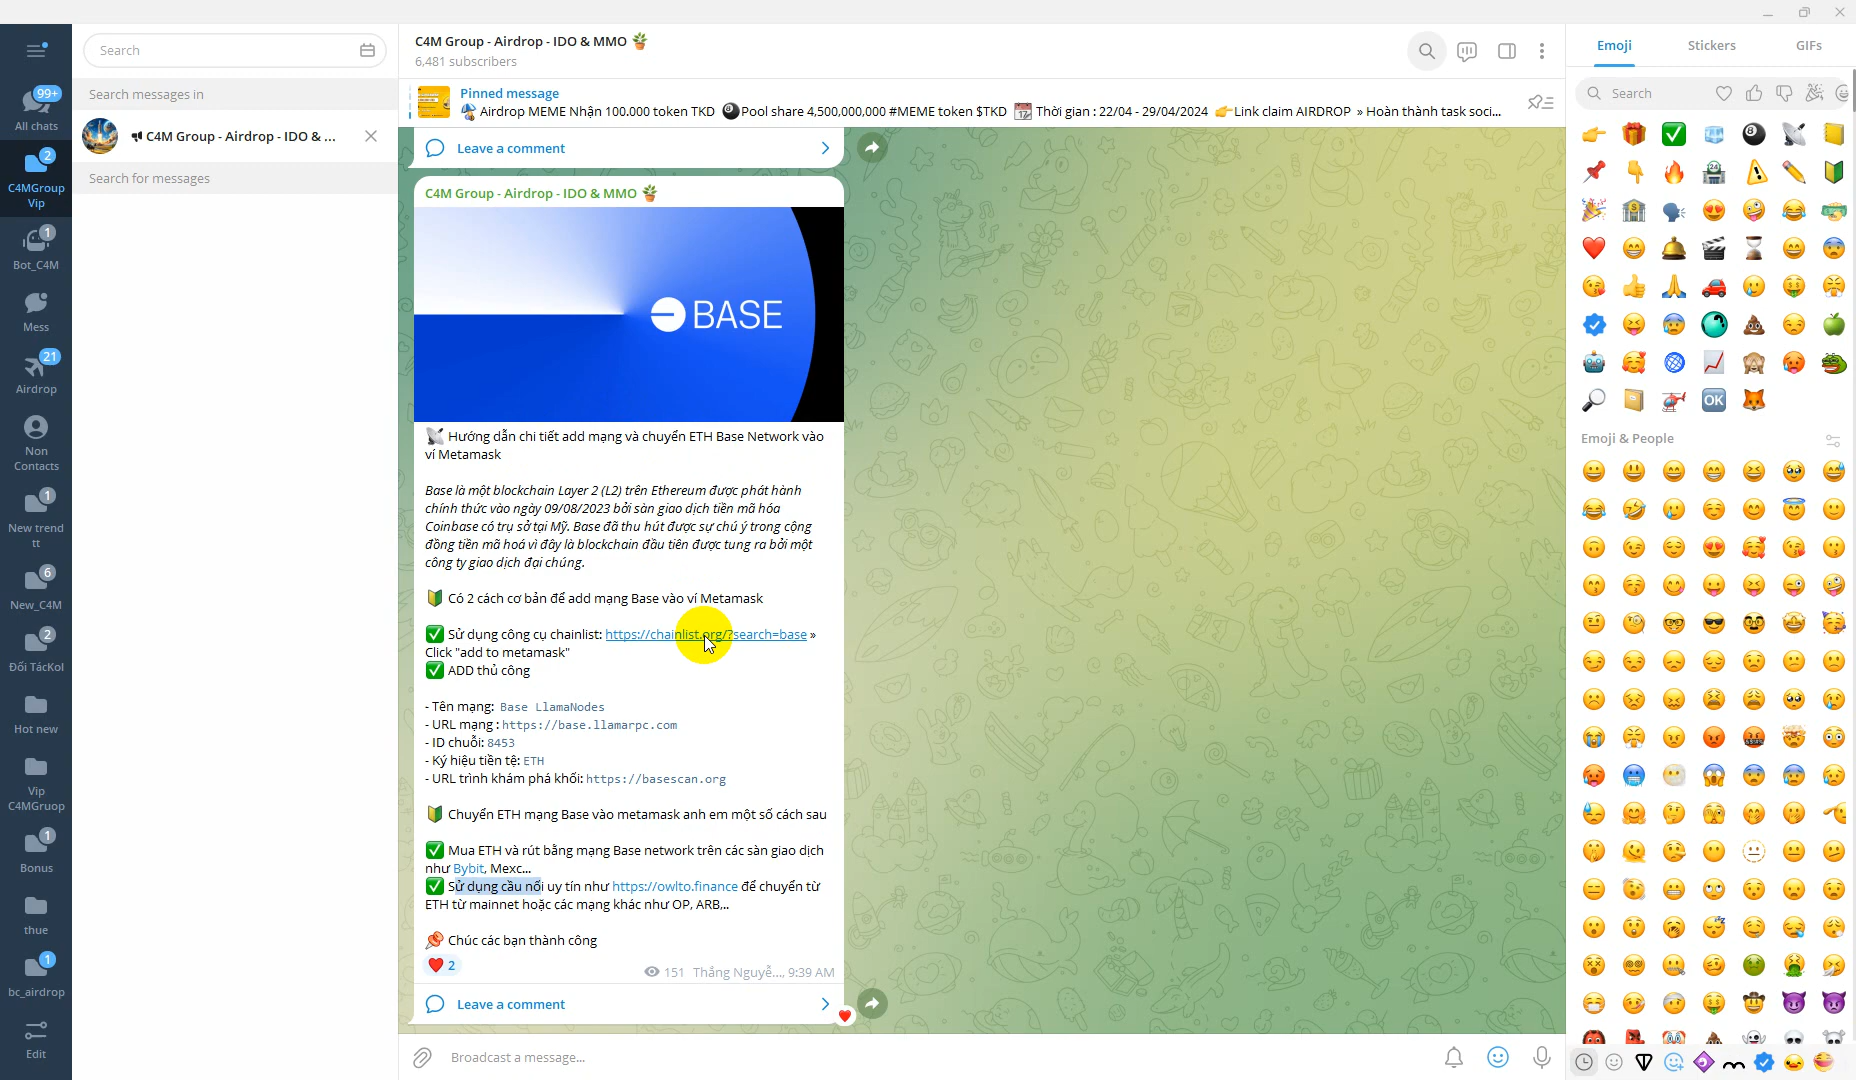 C4M Group - Airdrop - IDO & MMO
6,481 subscribers
Emoji
Stickers
GIFs
Search
Search messages in
C4M Group - Airdrop - IDO & ...
Search for messages
99+
All chats
2
C4MGroup
Vip
1
Bot_C4M
Mess
21
Airdrop
Non
Contacts
1
New trend
tt
6
New_C4M
2
Đối TácKol
Hot new
Vip
C4MGruop
1
Bonus
thue
1
bc_airdrop
Edit
Pinned message
Airdrop MEME Nhận 100.000 token TKD 🎱Pool share 4,500,000,000 #MEME token $TKD 📆 Thời gian : 22/04 - 29/04/2024 👉Link claim AIRDROP » Hoàn thành task soci...
Leave a comment
C4M Group - Airdrop - IDO & MMO
BASE
Hướng dẫn chi tiết add mạng và chuyển ETH Base Network vào
ví Metamask
Base là một blockchain Layer 2 (L2) trên Ethereum được phát hành
chính thức vào ngày 09/08/2023 bởi sàn giao dịch tiền mã hóa
Coinbase có trụ sở tại Mỹ. Base đã thu hút được sự chú ý trong cộng
đồng tiền mã hoá vì đây là blockchain đầu tiên được tung ra bởi một
công ty giao dịch đại chúng.
Có 2 cách cơ bản để add mạng Base vào ví Metamask
Sử dụng công cụ chainlist: https://chainlist.org/?search=base »
Click "add to metamask"
ADD thủ công
- Tên mạng: Base LlamaNodes
- URL mạng : https://base.llamarpc.com
- ID chuỗi: 8453
- Ký hiệu tiền tệ: ETH
- URL trình khám phá khối: https://basescan.org
Chuyển ETH mạng Base vào metamask anh em một số cách sau
Mua ETH và rút bằng mạng Base network trên các sàn giao dịch
như Bybit, Mexc...
Sử dụng cầu nối uy tín như https://owlto.finance để chuyển từ
ETH từ mainnet hoặc các mạng khác như OP, ARB,..
Chúc các bạn thành công
2
151 Thắng Nguyễ..., 9:39 AM
Leave a comment
Broadcast a message...
Search
Emoji & People